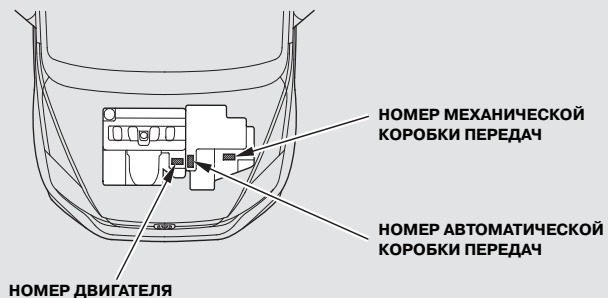 НОМЕР МЕХАНИЧЕСКОЙ
КОРОБКИ ПЕРЕДАЧ
НОМЕР АВТОМАТИЧЕСКОЙ
КОРОБКИ ПЕРЕДАЧ
НОМЕР ДВИГАТЕЛЯ